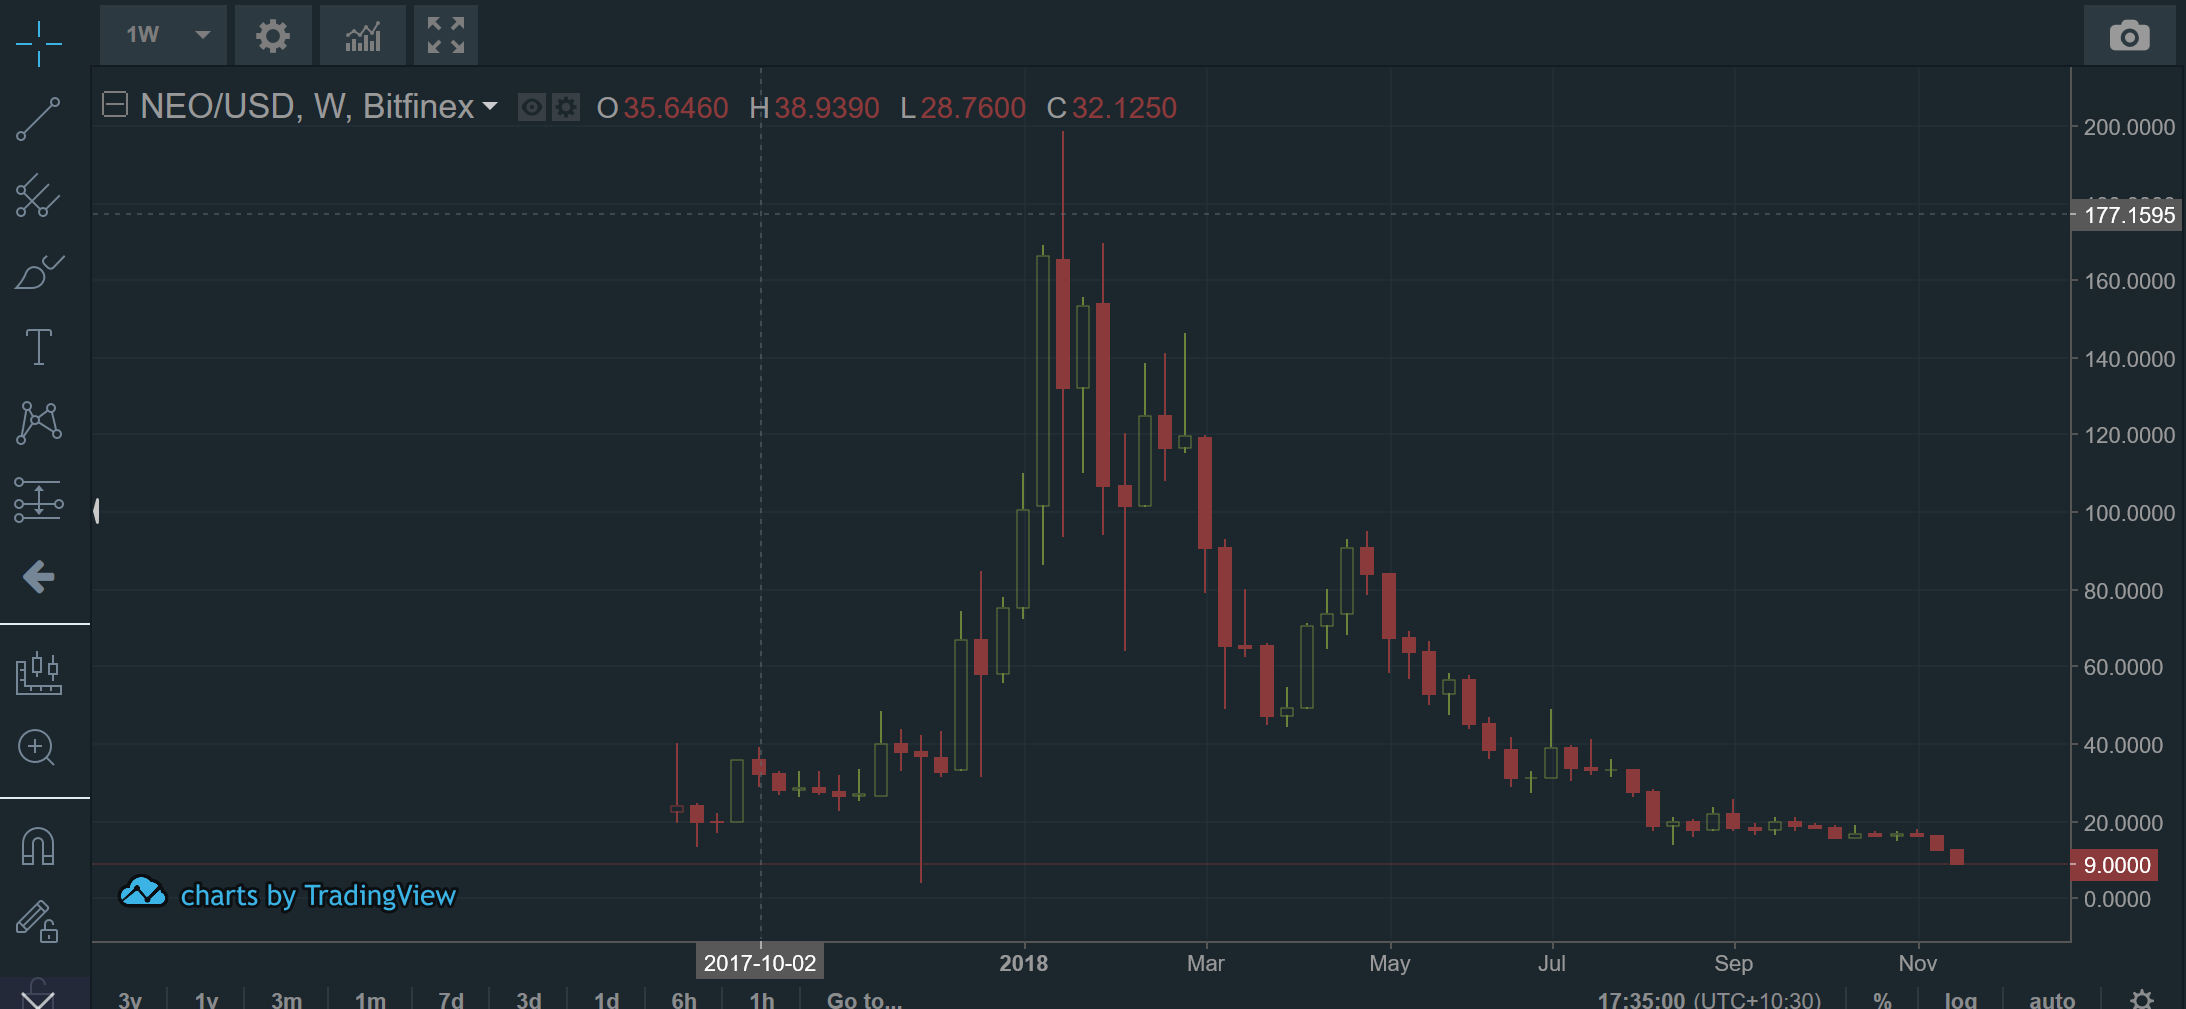 1W
NEO/USD, W, Bitfinex O35.6460 H38.9390 L28.7600 C32.1250
200.0000
177.1595
160.0000
140.0000
120.0000
100.0000
80.0000
60.0000
40.0000
20.0000
9.0000
0.0000
charts by TradingView
2017-10-02 2018 Mar May Jul Sep Nov
3y 1y 3m 1m 7d 3d 1d 6h 1h Go to... 17:35:00 (UTC+10:30) % log auto